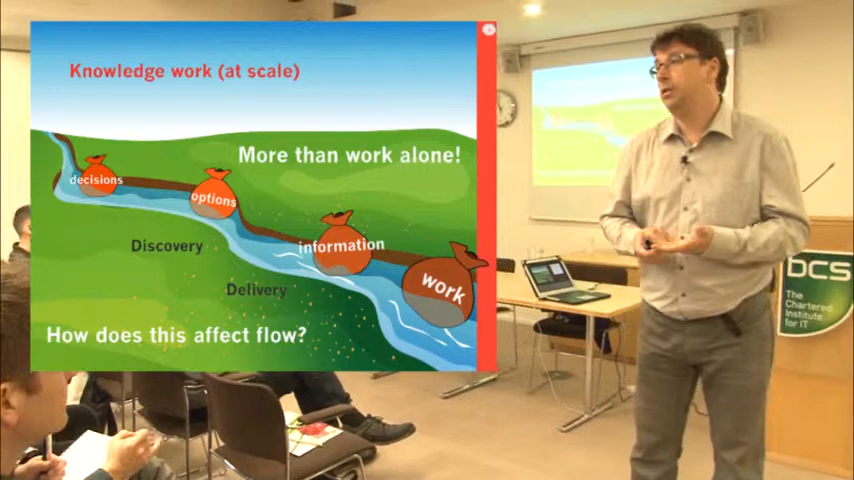 Knowledge work (at scale)
More than work alone!
decisions
options
Discovery
information
Delivery
work
How does this affect flow?
bcs
The
Chartered
Institute
for IT